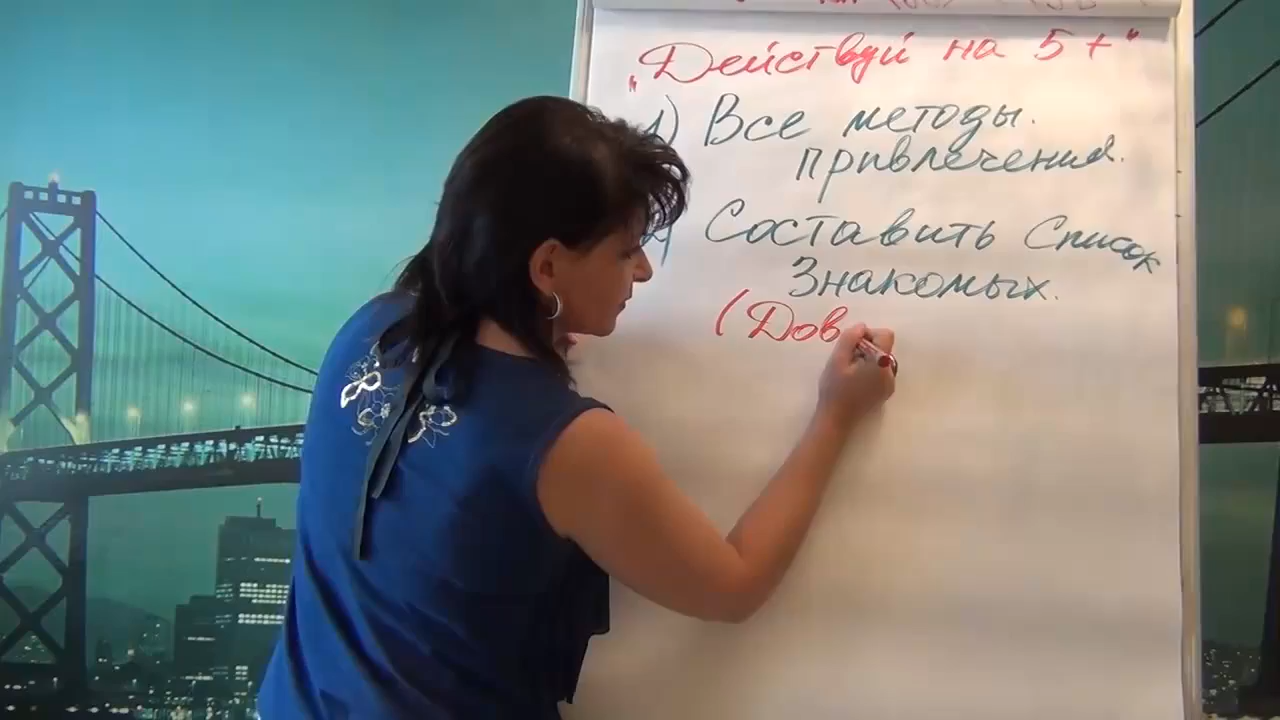 „Действуй на 5+"
1) Все методы.
привлечения.
2) Составить Список
Знакомых.
(Дов